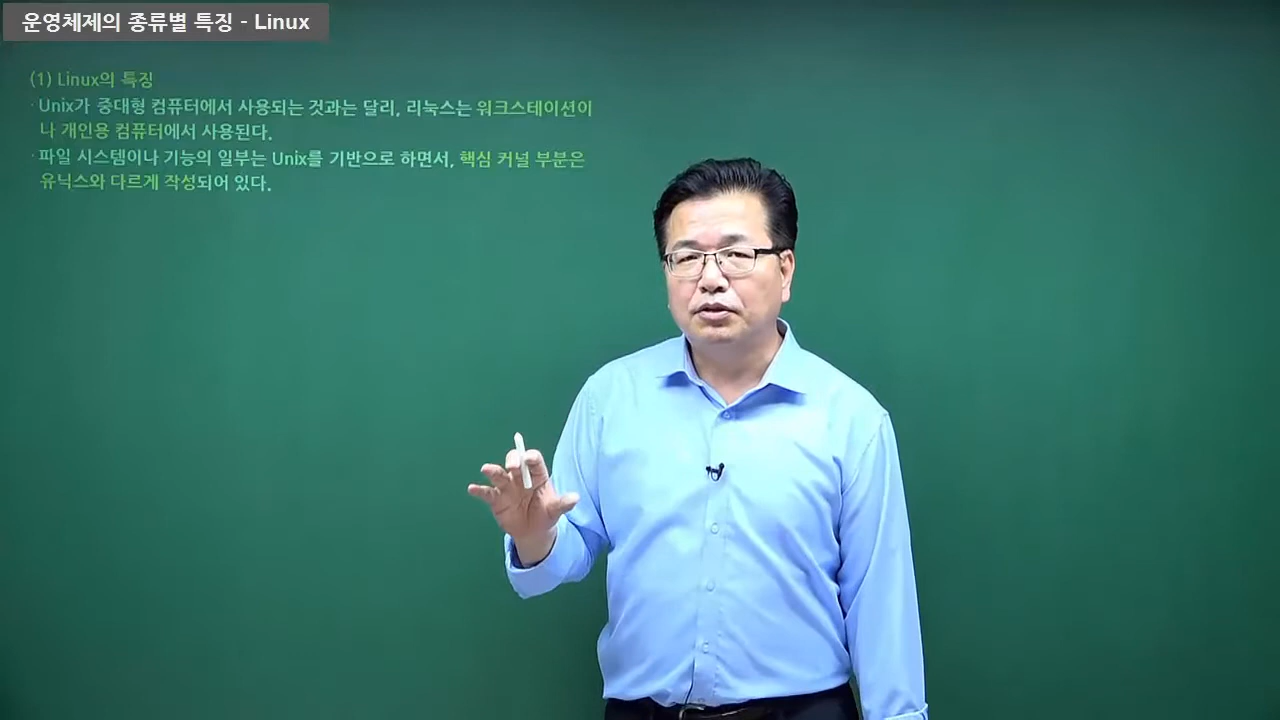 운영체제의 종류별 특징 - Linux
(1) Linux의 특징
· Unix가 중대형 컴퓨터에서 사용되는 것과는 달리, 리눅스는 워크스테이션이
나 개인용 컴퓨터에서 사용된다.
· 파일 시스템이나 기능의 일부는 Unix를 기반으로 하면서, 핵심 커널 부분은
유닉스와 다르게 작성되어 있다.